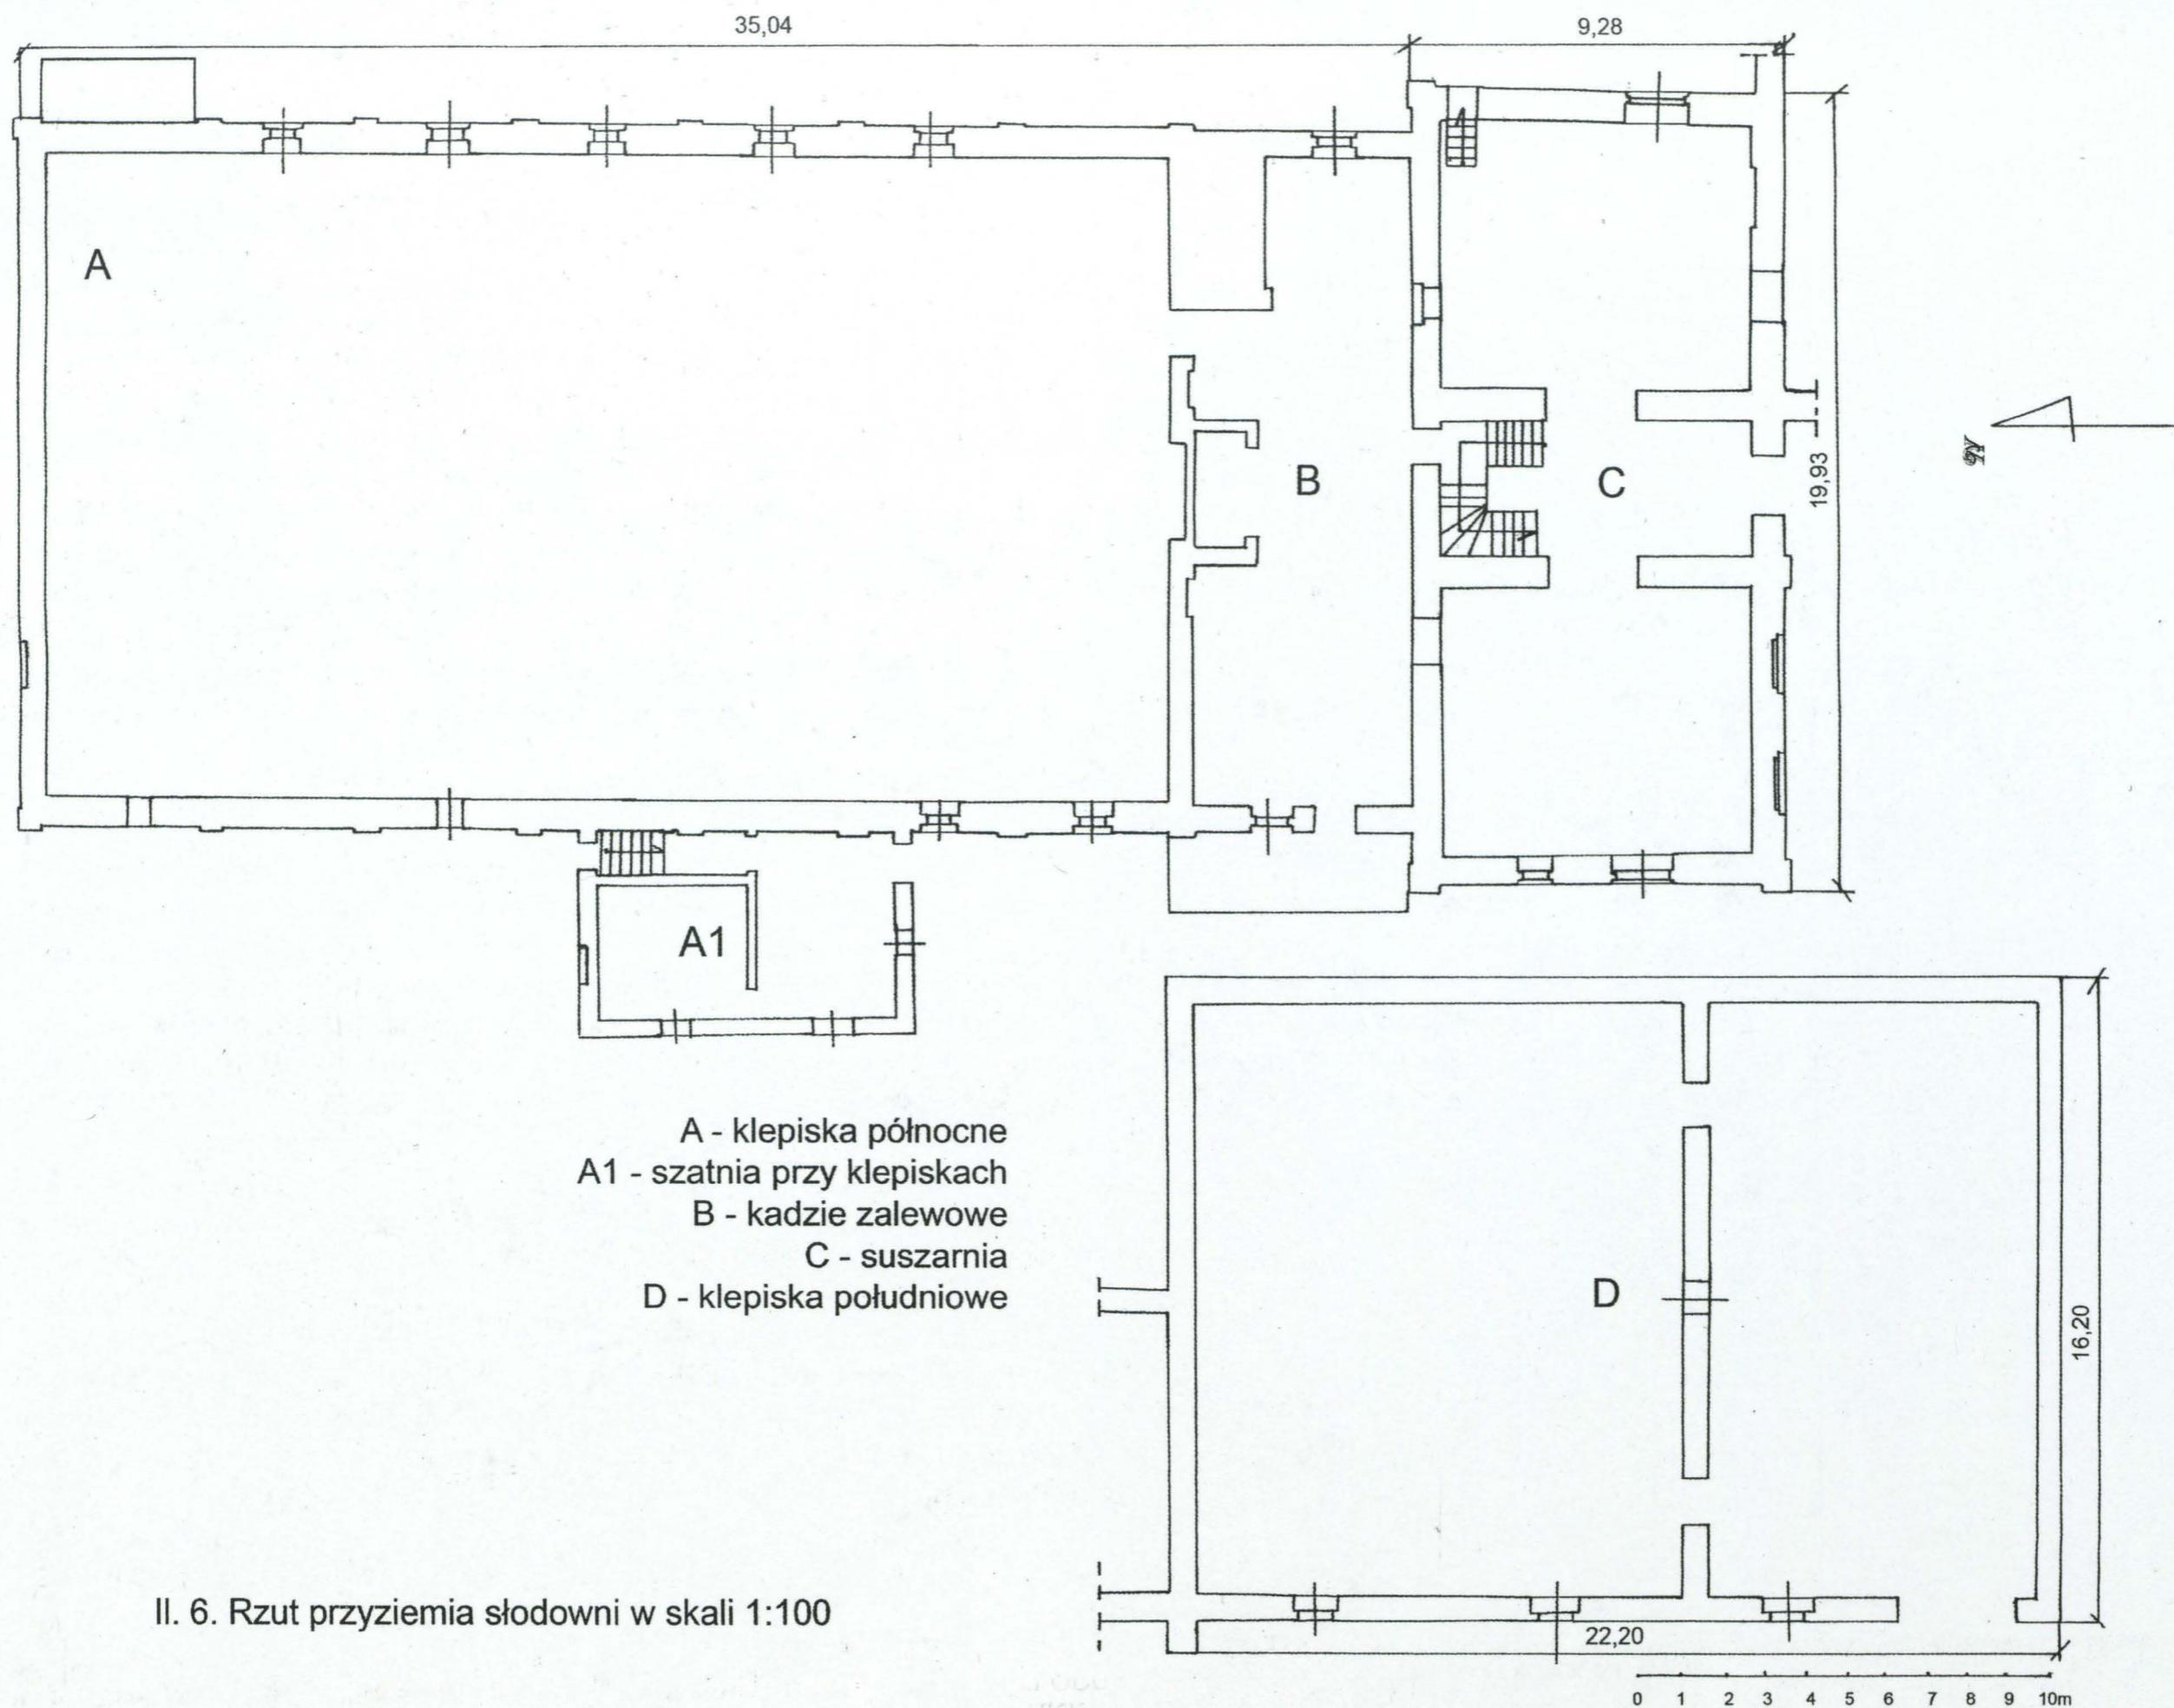 35,04
9,28
A
B
C
19,93
A1
A - klepiska północne
A1 - szatnia przy klepiskach
B - kadzie zalewowe
C - suszarnia
D - klepiska południowe
D
16,20
Il. 6. Rzut przyziemia słodowni w skali 1:100
22,20
0 1 2 3 4 5 6 7 8 9 10m